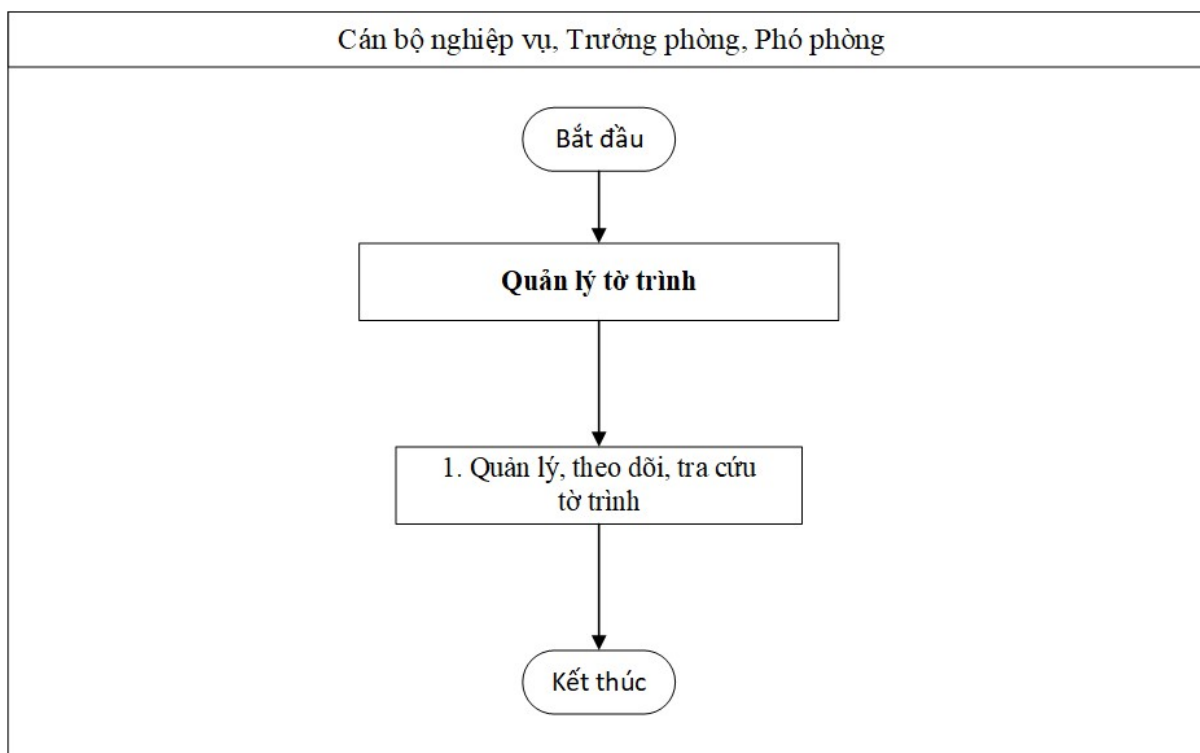 Cán bộ nghiệp vụ, Trưởng phòng, Phó phòng
Bắt đầu
Quản lý tờ trình
1. Quản lý, theo dõi, tra cứu
tờ trình
Kết thúc